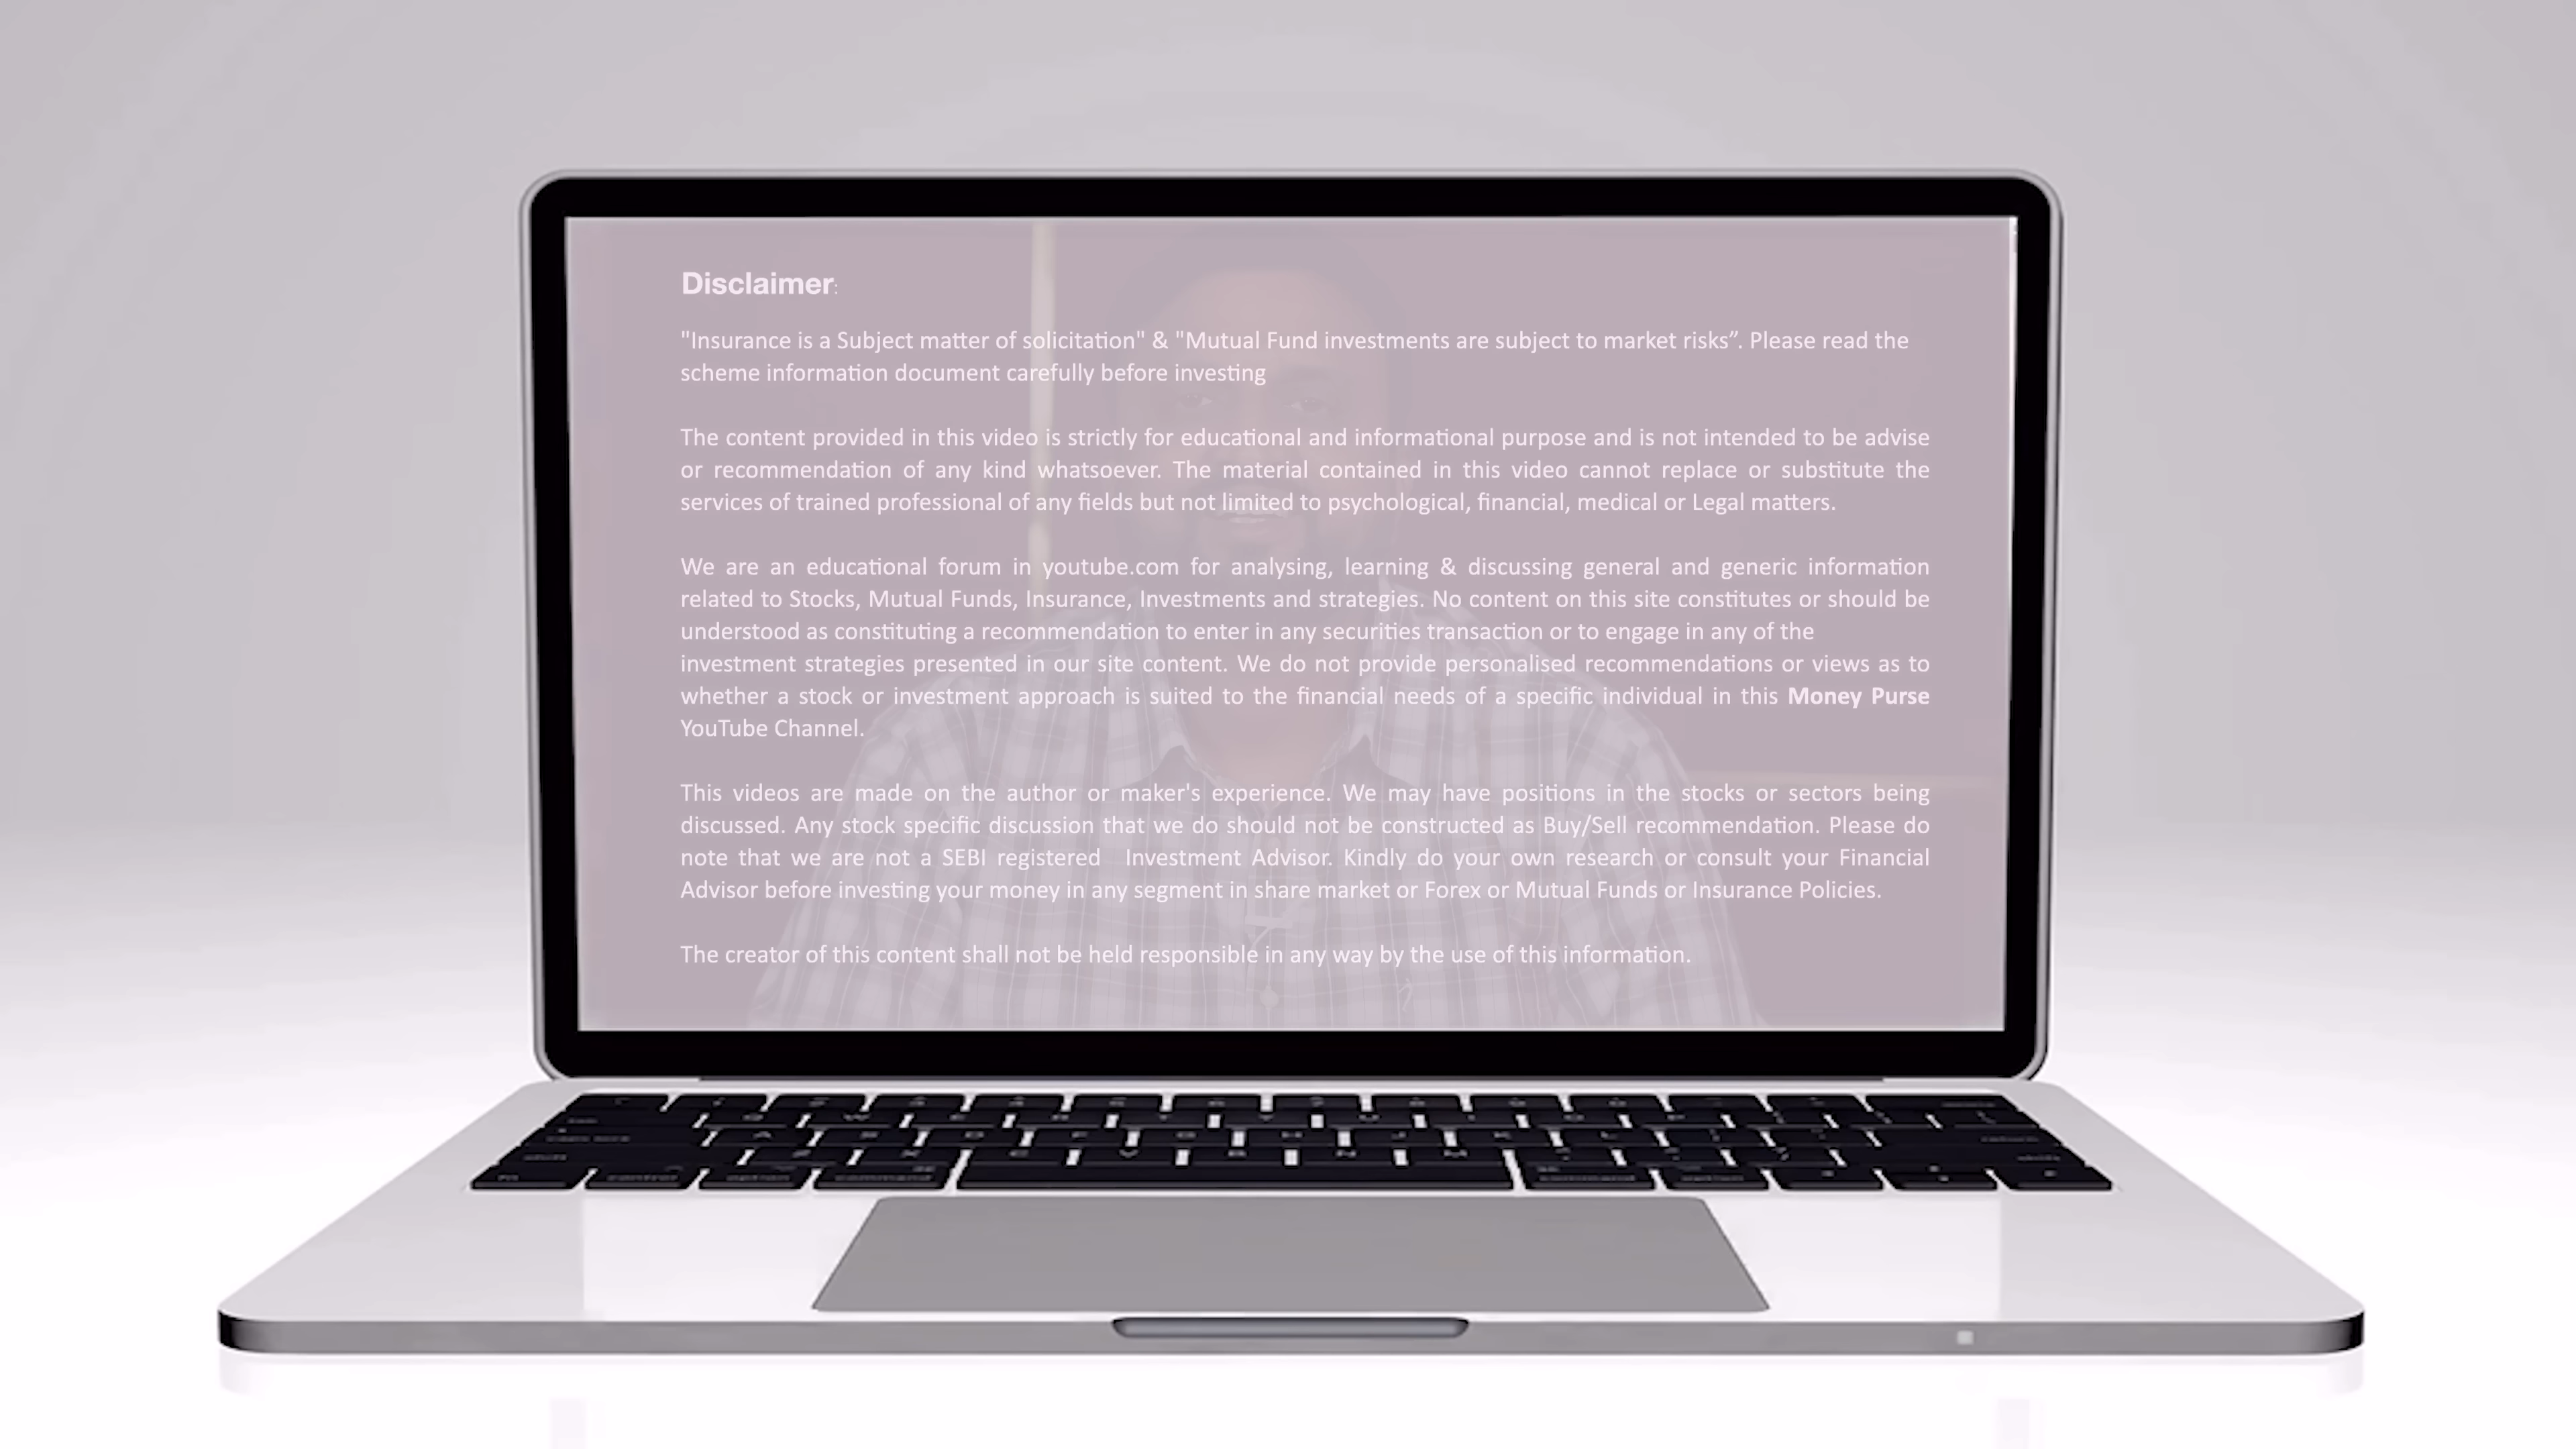 Disclaimer:
"Insurance is a Subject matter of solicitation" & "Mutual Fund investments are subject to market risks”. Please read the
scheme information document carefully before investing
The content provided in this video is strictly for educational and informational purpose and is not intended to be advise
or recommendation of any kind whatsoever. The material contained in this video cannot replace or substitute the
services of trained professional of any fields but not limited to psychological, financial, medical or Legal matters.
We are an educational forum in youtube.com for analysing, learning & discussing general and generic information
related to Stocks, Mutual Funds, Insurance, Investments and strategies. No content on this site constitutes or should be
understood as constituting a recommendation to enter in any securities transaction or to engage in any of the
investment strategies presented in our site content. We do not provide personalised recommendations or views as to
whether a stock or investment approach is suited to the financial needs of a specific individual in this Money Purse
YouTube Channel.
This videos are made on the author or maker's experience. We may have positions in the stocks or sectors being
discussed. Any stock specific discussion that we do should not be constructed as Buy/Sell recommendation. Please do
note that we are not a SEBI registered Investment Advisor. Kindly do your own research or consult your Financial
Advisor before investing your money in any segment in share market or Forex or Mutual Funds or Insurance Policies.
The creator of this content shall not be held responsible in any way by the use of this information.